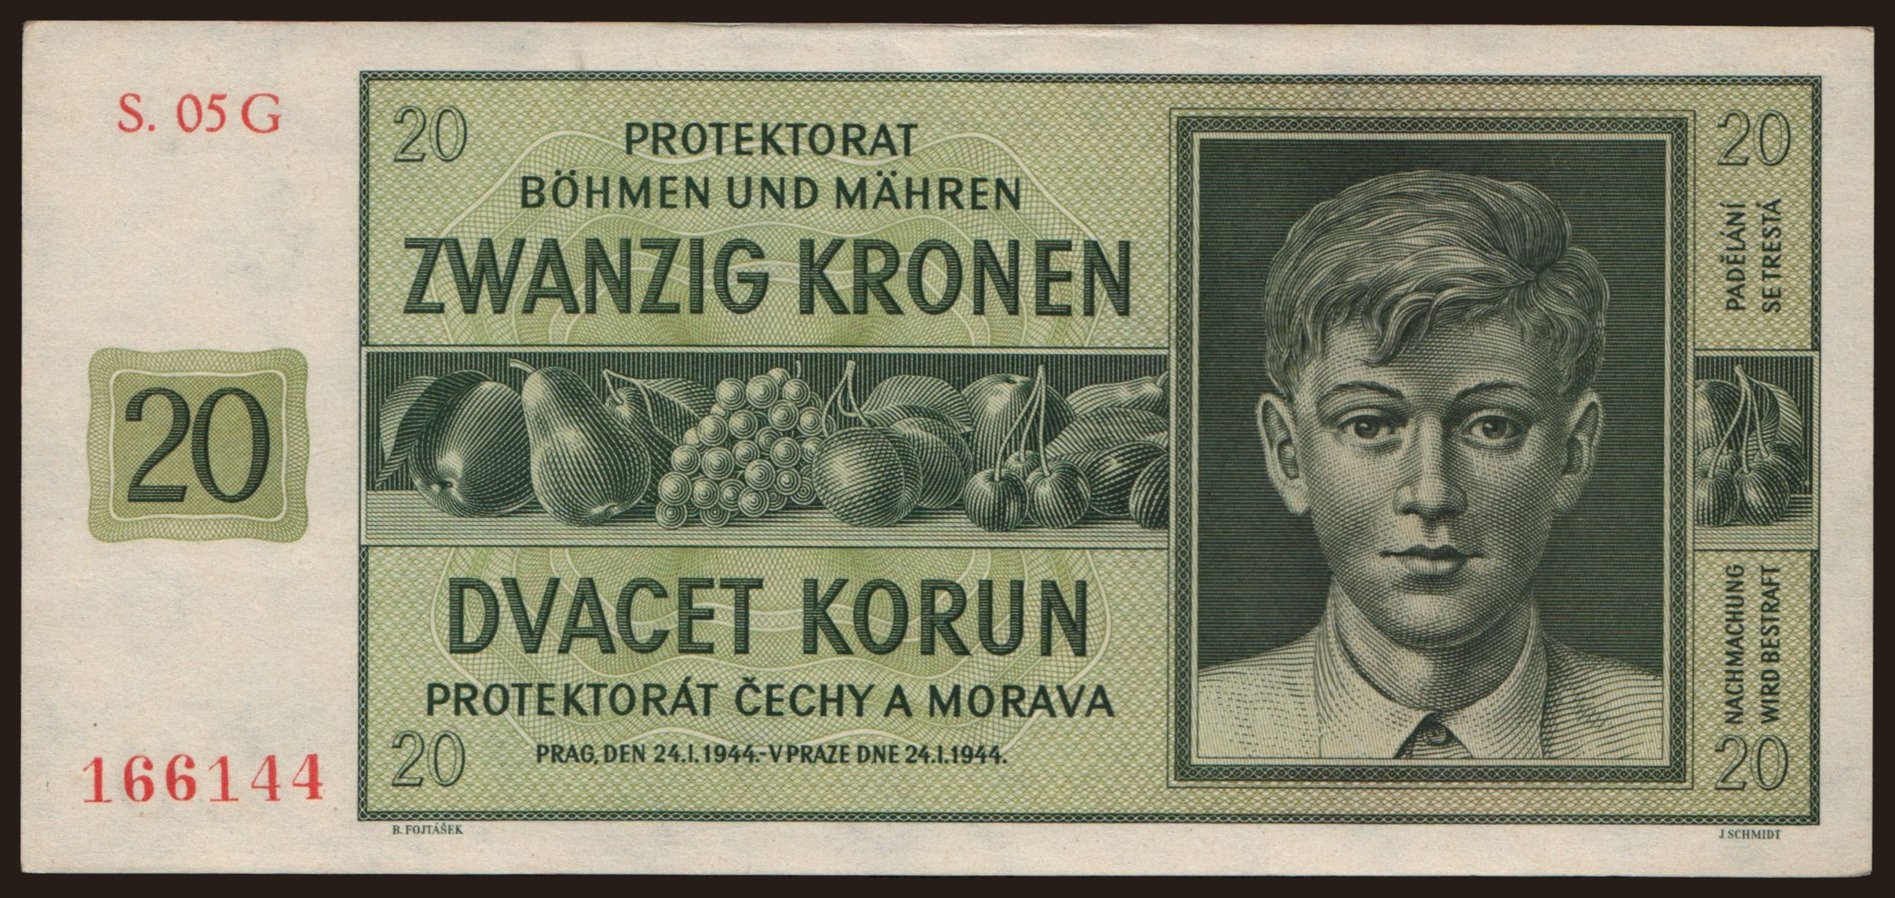 S. 05 G
20
PROTEKTORAT
BÖHMEN UND MÄHREN
ZWANZIG KRONEN
20
DVACET KORUN
PROTEKTORÁT ČECHY A MORAVA
PRAG, DEN 24.I.1944.-V PRAZE DNE 24.I.1944.
20
166144
20
PADĚLÁNÍ
SE TRESTÁ
NACHMACHUNG
WIRD BESTRAFT
20
B. FOJTÁŠEK
J. SCHMIDT